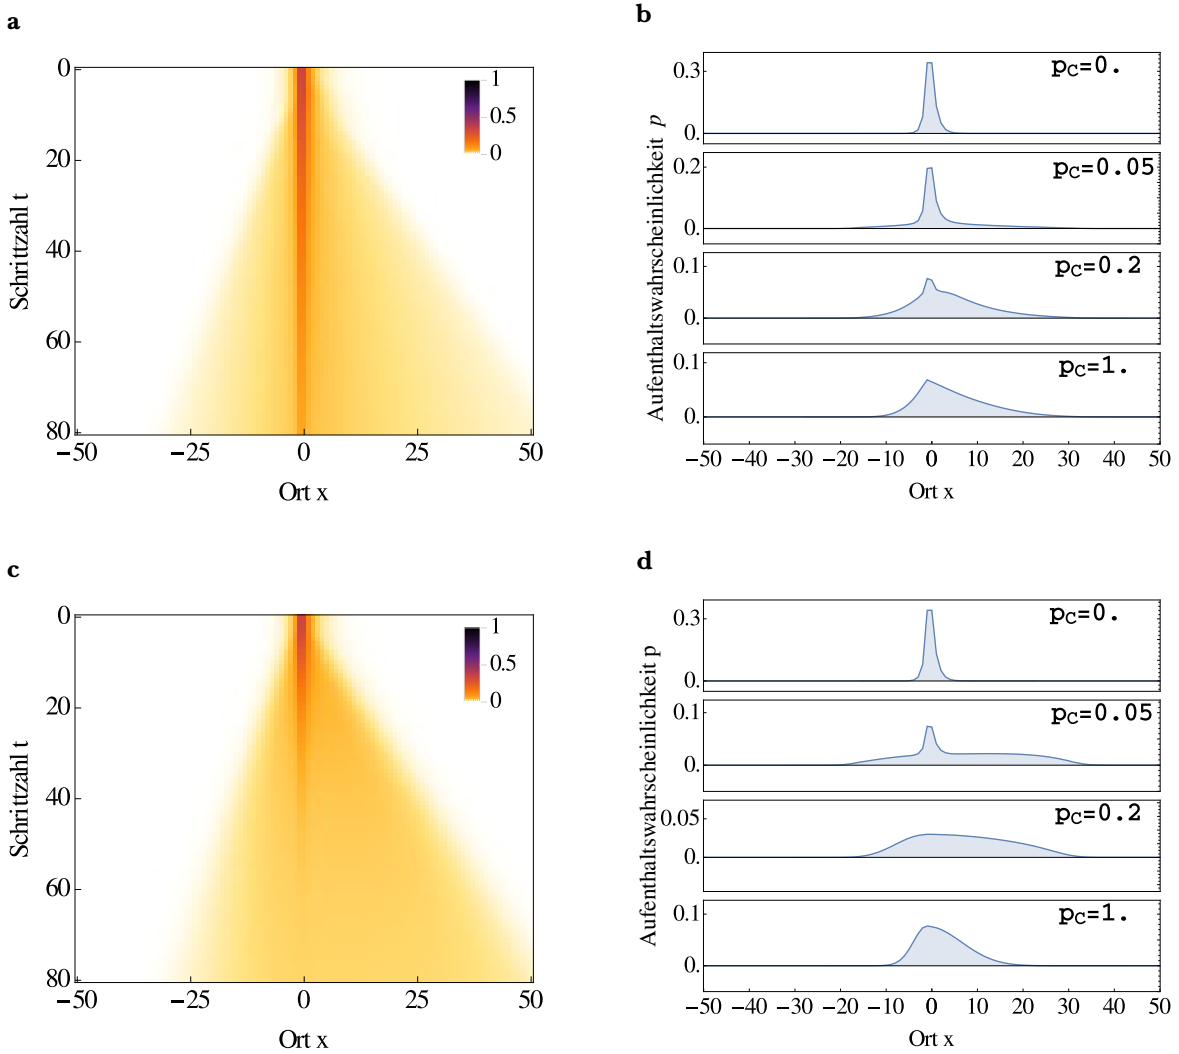 a
0
20
40
60
80
Schrittzahl t
−50
−25
0
25
50
Ort x
1
0.5
0
b
Aufenthaltswahrscheinlichkeit p
0.3
0.
pC=0.
0.2
0.
pC=0.05
0.1
0.
pC=0.2
0.1
0.
pC=1.
−50 −40 −30 −20 −10 0 10 20 30 40 50
Ort x
c
0
20
40
60
80
Schrittzahl t
−50
−25
0
25
50
Ort x
1
0.5
0
d
Aufenthaltswahrscheinlichkeit p
0.3
0.
pC=0.
0.1
0.
pC=0.05
0.05
0.
pC=0.2
0.1
0.
pC=1.
−50 −40 −30 −20 −10 0 10 20 30 40 50
Ort x